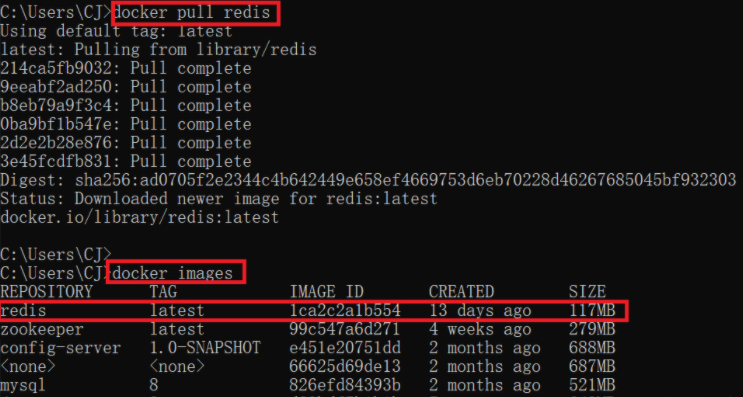 C:\Users\CJ>docker pull redis
Using default tag: latest
latest: Pulling from library/redis
214ca5fb9032: Pull complete
9eeabf2ad250: Pull complete
b8eb79a9f3c4: Pull complete
0ba9bf1b547e: Pull complete
2d2e2b28e876: Pull complete
3e45fcdfb831: Pull complete
Digest: sha256:ad0705f2e2344c4b642449e658ef4669753d6eb70228d46267685045bf932303
Status: Downloaded newer image for redis:latest
docker.io/library/redis:latest
C:\Users\CJ>
C:\Users\CJ>docker images
REPOSITORY TAG IMAGE ID CREATED SIZE
redis latest 1ca2c2a1b554 13 days ago 117MB
zookeeper latest 99c547a6d271 4 weeks ago 279MB
config-server 1.0-SNAPSHOT e451e20751dd 2 months ago 688MB
<none> <none> 66625d69de13 2 months ago 687MB
mysql 8 826efd84393b 2 months ago 521MB